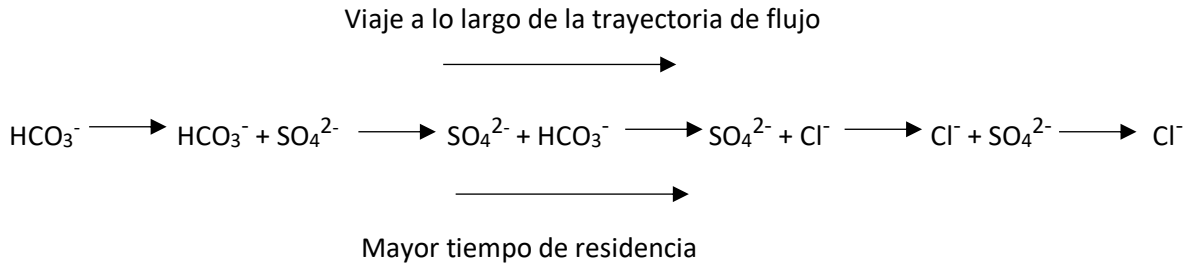 Viaje a lo largo de la trayectoria de flujo
HCO₃⁻ ⟶ HCO₃⁻ + SO₄²⁻ ⟶ SO₄²⁻ + HCO₃⁻ ⟶ SO₄²⁻ + Cl⁻ ⟶ Cl⁻ + SO₄²⁻ ⟶ Cl⁻
Mayor tiempo de residencia